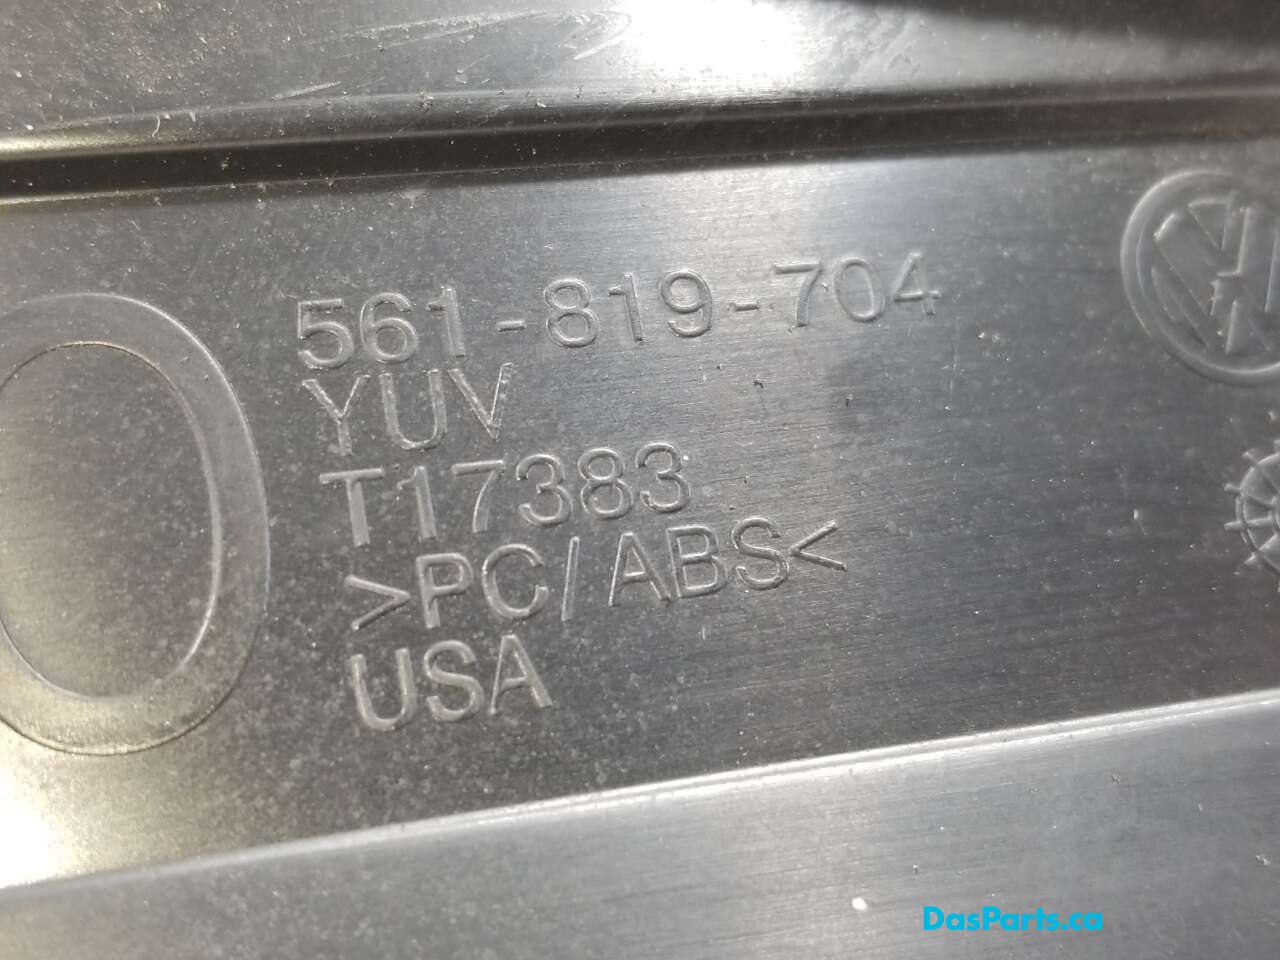 561-819-704
YUV
T17383
>PC/ABS<
USA
DasParts.ca